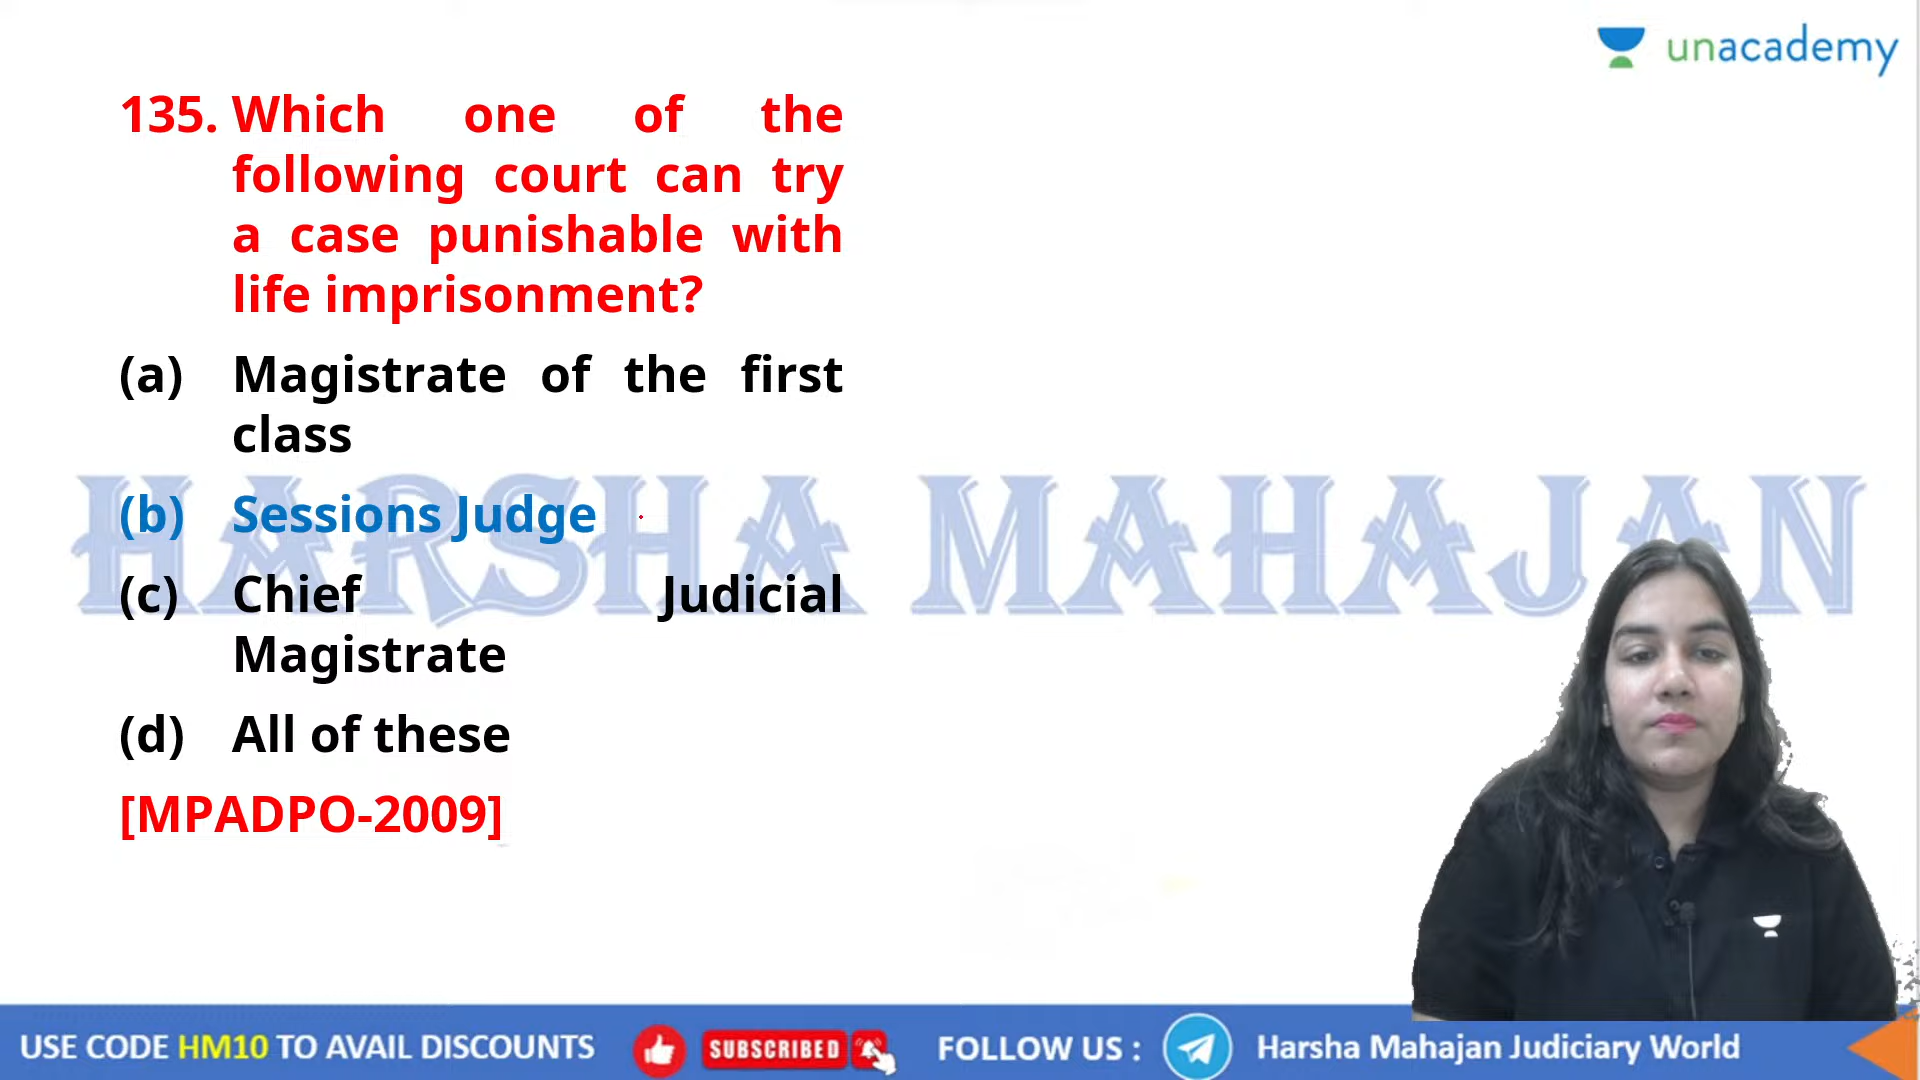 unacademy
135. Which one of the
following court can try
a case punishable with
life imprisonment?
(a) Magistrate of the first
class
HARSHA MAHAJAN
(b) Sessions Judge
(c) Chief Judicial
Magistrate
(d) All of these
[MPADPO-2009]
USE CODE HM10 TO AVAIL DISCOUNTS
SUBSCRIBED
FOLLOW US :
Harsha Mahajan Judiciary World